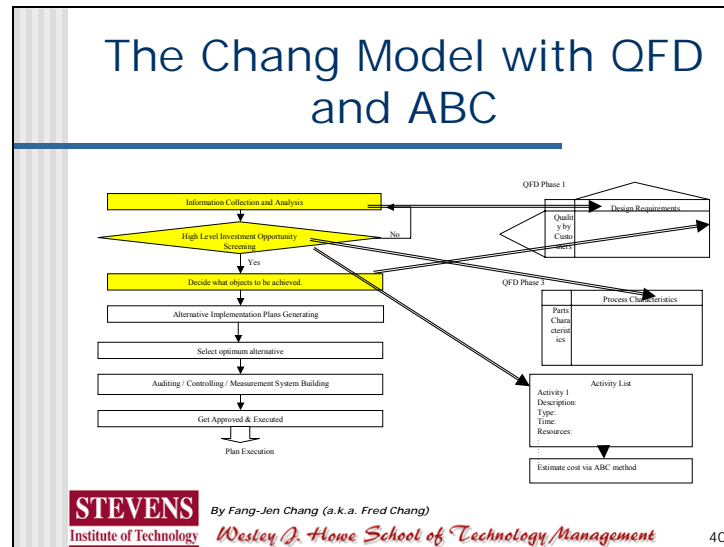 The Chang Model with QFD
and ABC
Information Collection and Analysis
High Level Investment Opportunity
Screening
No
Yes
Decide what objects to be achieved.
Alternative Implementation Plans Generating
Select optimum alternative
Auditing / Controlling / Measurement System Building
Get Approved & Executed
Plan Execution
QFD Phase 1
Design Requirements
Qualit
y by
Custo
mers
QFD Phase 3
Process Characteristics
Parts
Chara
cterist
ics
Activity List
Activity 1
Description:
Type:
Time:
Resources:
:
:
:
Estimate cost via ABC method
STEVENS
Institute of Technology
By Fang-Jen Chang (a.k.a. Fred Chang)
Wesley J. Howe School of Technology Management
40